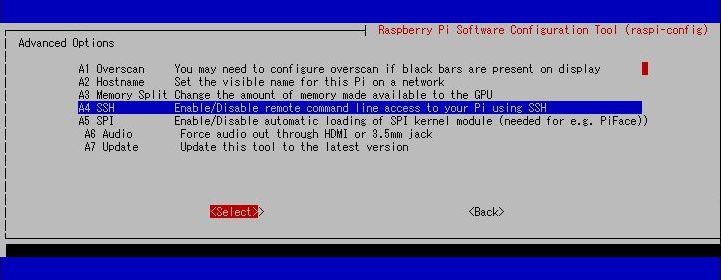 Raspberry Pi Software Configuration Tool (raspi-config)
Advanced Options
A1 Overscan You may need to configure overscan if black bars are present on display
A2 Hostname Set the visible name for this Pi on a network
A3 Memory Split Change the amount of memory made available to the GPU
A4 SSH Enable/Disable remote command line access to your Pi using SSH
A5 SPI Enable/Disable automatic loading of SPI kernel module (needed for e.g. PiFace))
A6 Audio Force audio out through HDMI or 3.5mm jack
A7 Update Update this tool to the latest version
<Select>> <Back>